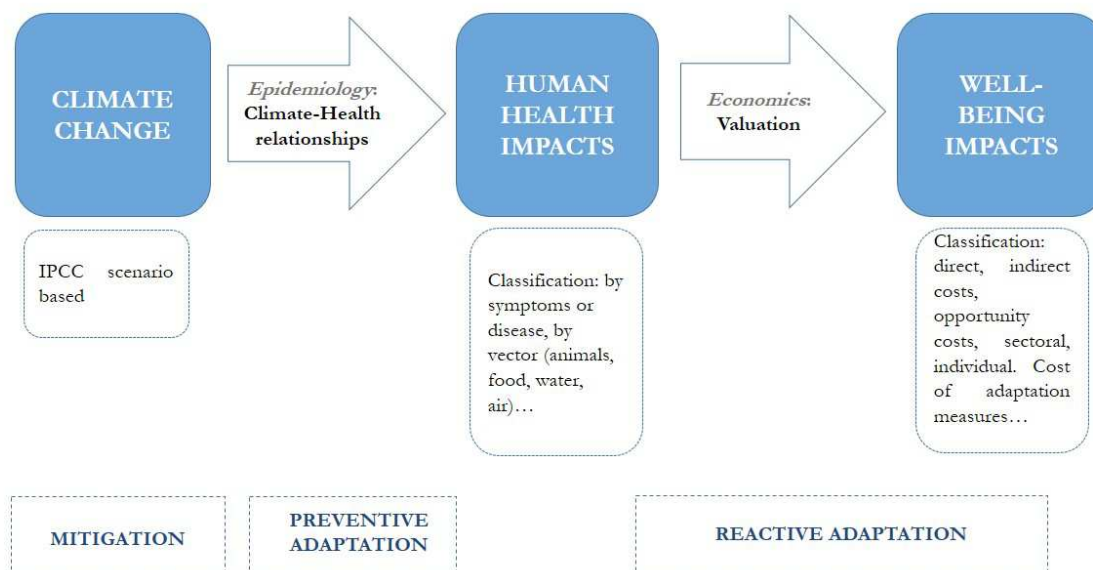 CLIMATE
CHANGE
Epidemiology:
Climate-Health
relationships
HUMAN
HEALTH
IMPACTS
Economics:
Valuation
WELL-
BEING
IMPACTS
IPCC scenario
based
Classification: by
symptoms or
disease, by
vector (animals,
food, water,
air)…
Classification:
direct, indirect
costs,
opportunity
costs, sectoral,
individual. Cost
of adaptation
measures…
MITIGATION
PREVENTIVE
ADAPTATION
REACTIVE ADAPTATION